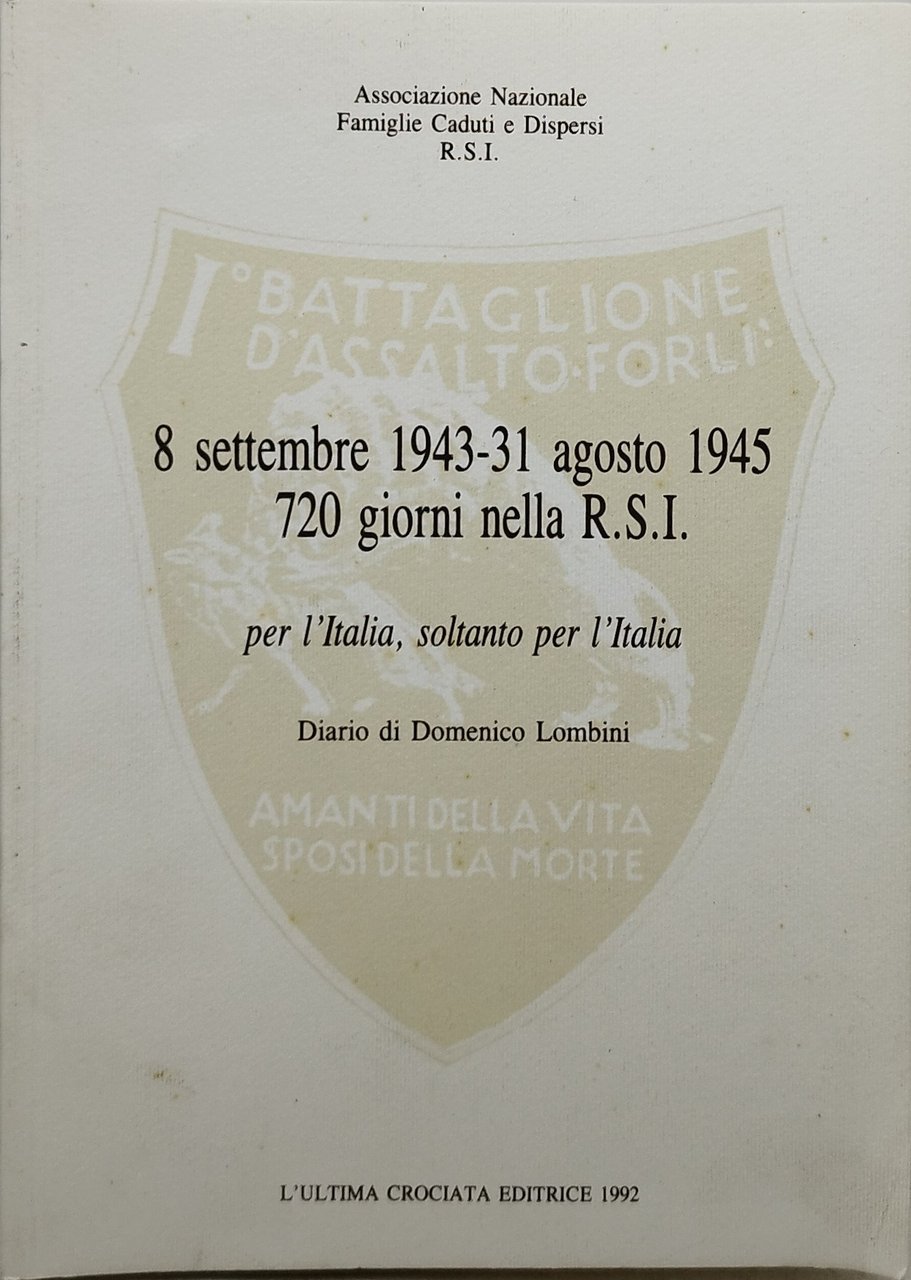 Associazione Nazionale
Famiglie Caduti e Dispersi
R.S.I.
I° BATTAGLIONE
D'ASSALTO·FORLI:
8 settembre 1943-31 agosto 1945
720 giorni nella R.S.I.
per l'Italia, soltanto per l'Italia
Diario di Domenico Lombini
AMANTI DELLA VITA
SPOSI DELLA MORTE
L'ULTIMA CROCIATA EDITRICE 1992